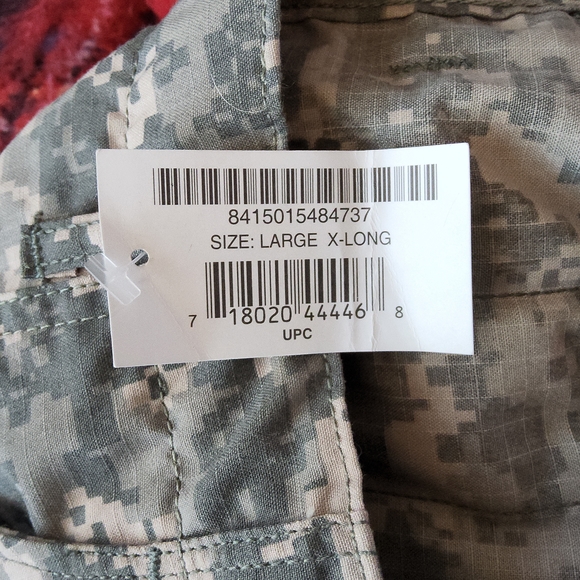 8415015484737
SIZE: LARGE X-LONG
7 18020 44446 8
UPC